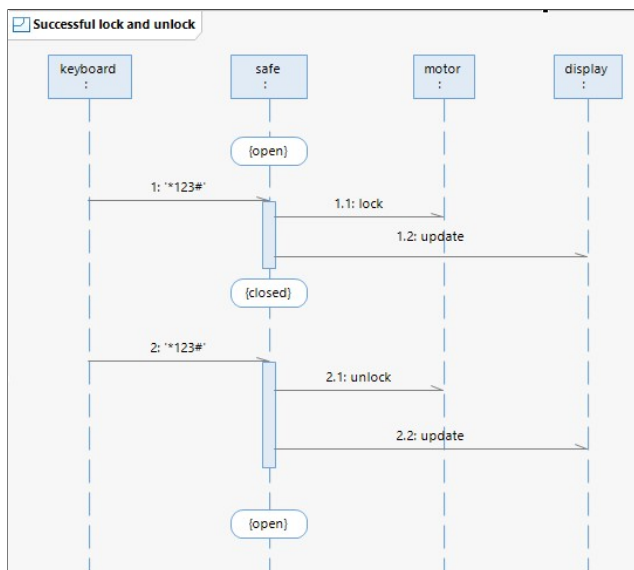 Successful lock and unlock
keyboard
:
safe
:
motor
:
display
:
{open}
1: '*123#'
1.1: lock
1.2: update
{closed}
2: '*123#'
2.1: unlock
2.2: update
{open}